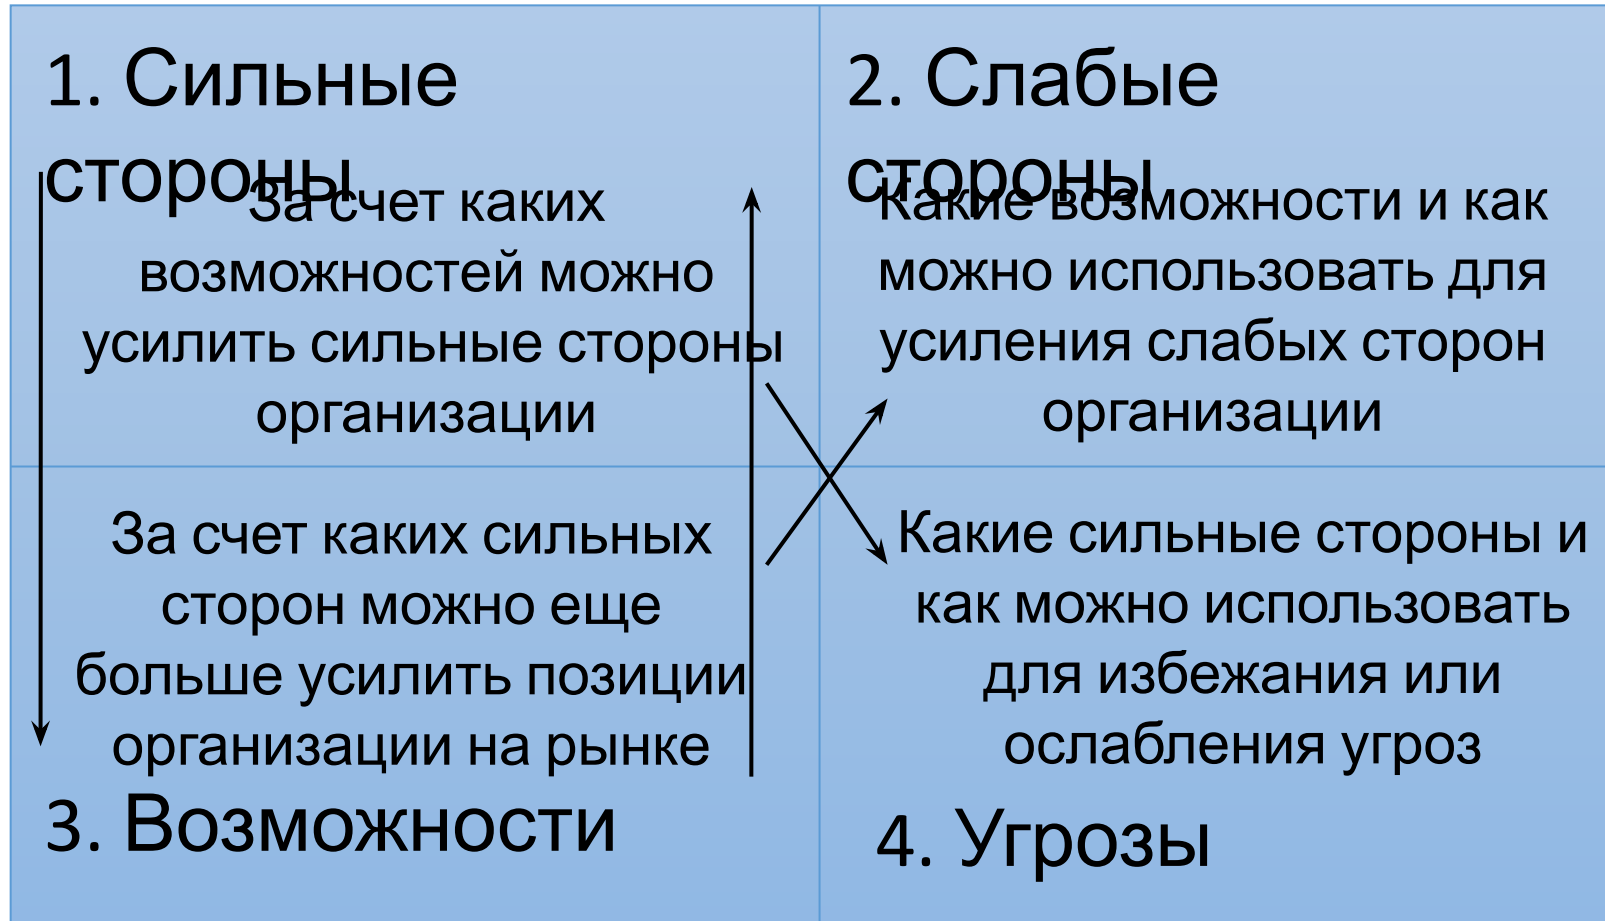 1. Сильные
стороны
За счет каких
возможностей можно
усилить сильные стороны
организации
2. Слабые
стороны
Какие возможности и как
можно использовать для
усиления слабых сторон
организации
За счет каких сильных
сторон можно еще
больше усилить позиции
организации на рынке
3. Возможности
Какие сильные стороны и
как можно использовать
для избежания или
ослабления угроз
4. Угрозы